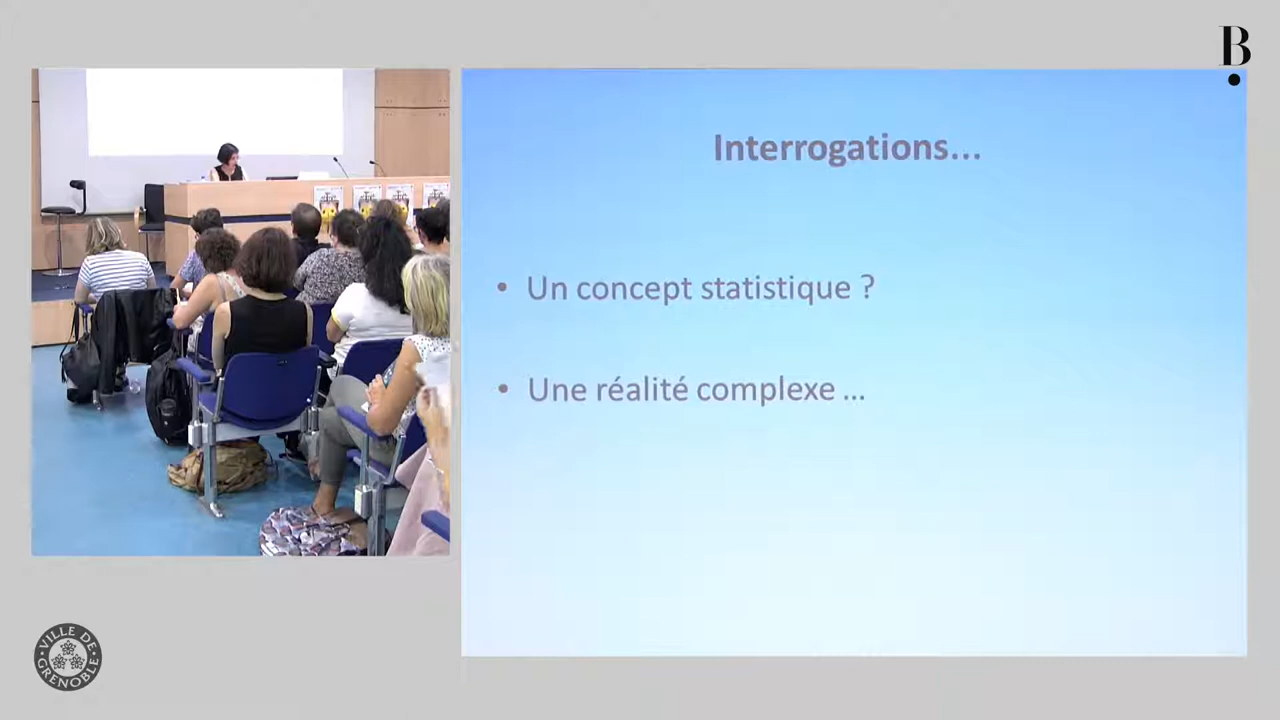 B
Interrogations...
• Un concept statistique ?
• Une réalité complexe ...
VILLE DE
GRENOBLE